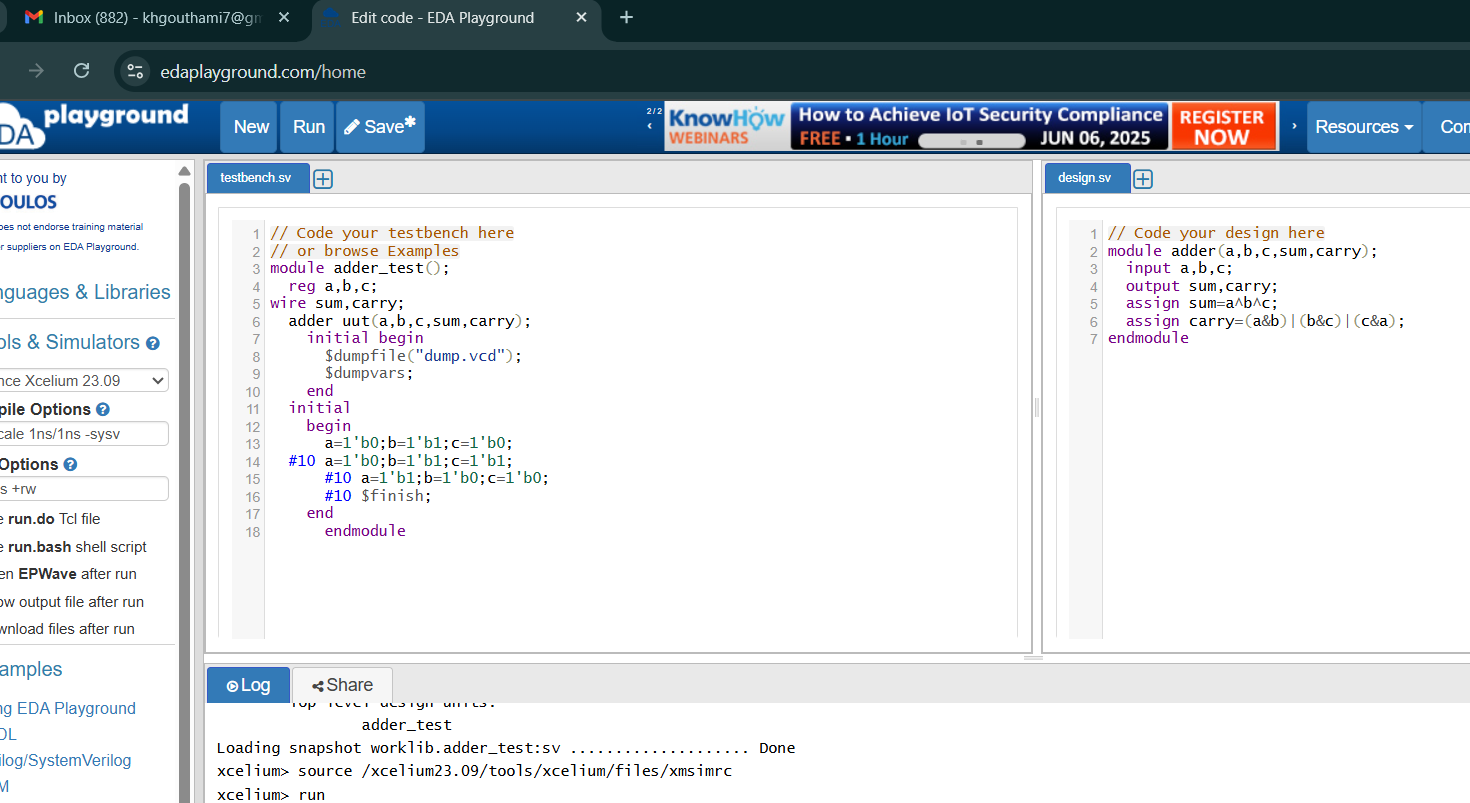 Inbox (882) - khgouthami7@gm
Edit code - EDA Playground
edaplayground.com/home
DA playground
New
Run
Save*
2/2
KnowHow WEBINARS
How to Achieve IoT Security Compliance
FREE • 1 Hour
JUN 06, 2025
REGISTER NOW
Resources
Con
nt to you by
OULOS
oes not endorse training material
r suppliers on EDA Playground.
nguages & Libraries
ols & Simulators
nce Xcelium 23.09
pile Options
cale 1ns/1ns -sysv
Options
s +rw
e run.do Tcl file
e run.bash shell script
en EPWave after run
ow output file after run
wnload files after run
amples
ng EDA Playground
DL
ilog/SystemVerilog
M
testbench.sv
1 // Code your testbench here
2 // or browse Examples
3 module adder_test();
4 reg a,b,c;
5 wire sum,carry;
6 adder uut(a,b,c,sum,carry);
7 initial begin
8 $dumpfile("dump.vcd");
9 $dumpvars;
10 end
11 initial
12 begin
13 a=1'b0;b=1'b1;c=1'b0;
14 #10 a=1'b0;b=1'b1;c=1'b1;
15 #10 a=1'b1;b=1'b0;c=1'b0;
16 #10 $finish;
17 end
18 endmodule
design.sv
1 // Code your design here
2 module adder(a,b,c,sum,carry);
3 input a,b,c;
4 output sum,carry;
5 assign sum=a^b^c;
6 assign carry=(a&b)|(b&c)|(c&a);
7 endmodule
Log
Share
Top level design units:
adder_test
Loading snapshot worklib.adder_test:sv .................... Done
xcelium> source /xcelium23.09/tools/xcelium/files/xmsimrc
xcelium> run